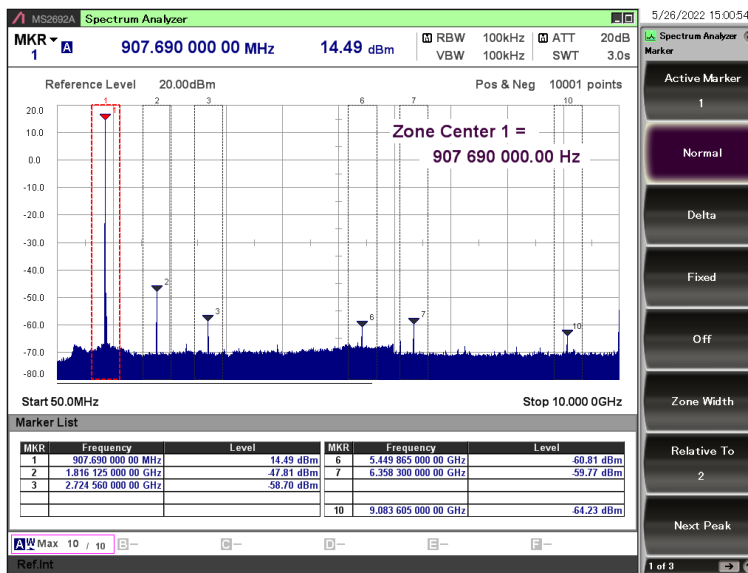 MS2692A Spectrum Analyzer
5/26/2022 15:00:54
MKR 1 A 907.690 000 00 MHz 14.49 dBm
RBW 100kHz ATT 20dB
VBW 100kHz SWT 3.0s
Reference Level 20.00dBm Pos & Neg 10001 points
1 2 3 6 7 10
Zone Center 1 =
907 690 000.00 Hz
20.0
10.0
0.0
-10.0
-20.0
-30.0
-40.0
-50.0
-60.0
-70.0
-80.0
1
2
3
6
7
10
Start 50.0MHz Stop 10.000 0GHz
Marker List
MKR Frequency Level MKR Frequency Level
1 907.690 000 00 MHz 14.49 dBm 6 5.449 865 000 00 GHz -60.81 dBm
2 1.816 125 000 00 GHz -47.81 dBm 7 6.358 300 000 00 GHz -59.77 dBm
3 2.724 560 000 00 GHz -58.70 dBm
10 9.083 605 000 00 GHz -64.23 dBm
A Max 10 / 10 B- C- D- E- F-
Ref.Int
Spectrum Analyzer
Marker
Active Marker
1
Normal
Delta
Fixed
Off
Zone Width
Relative To
2
Next Peak
1 of 3